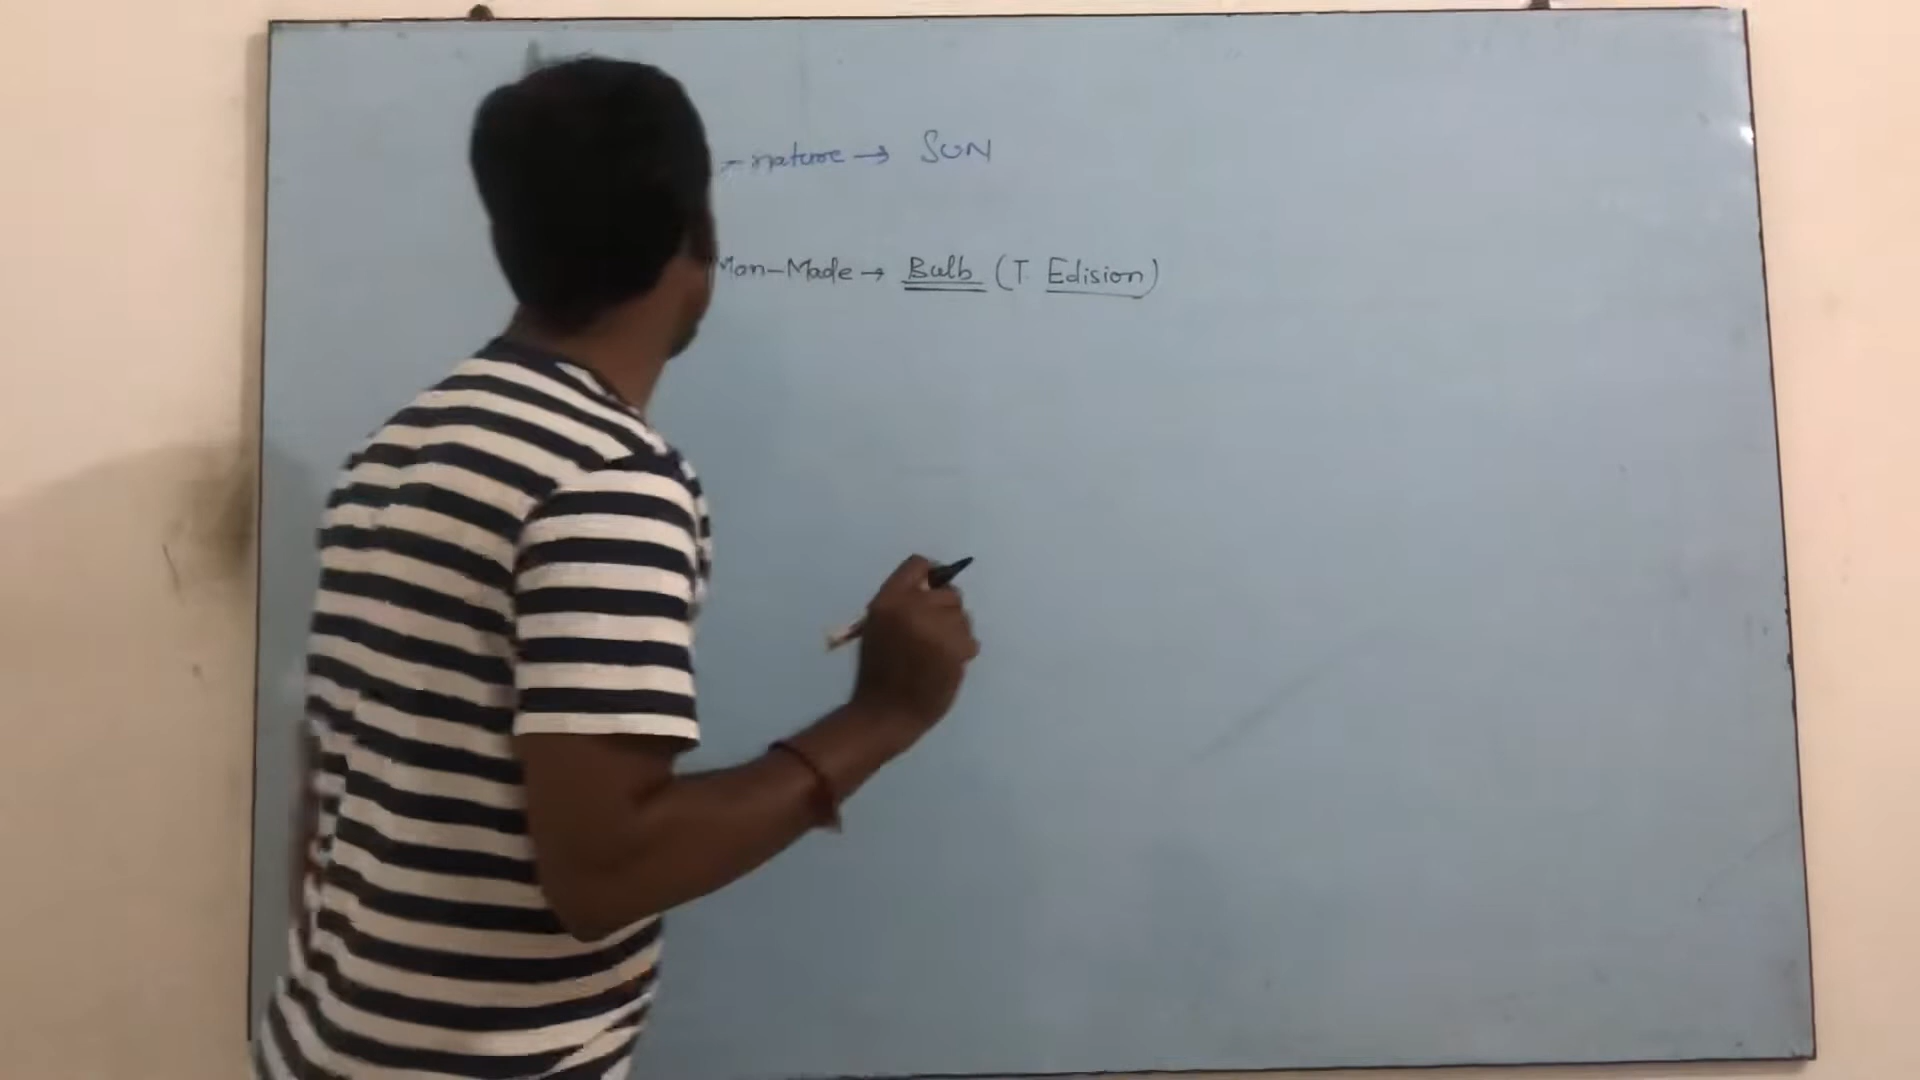 - nature → SUN
Man-Made → Bulb (T. Edision)